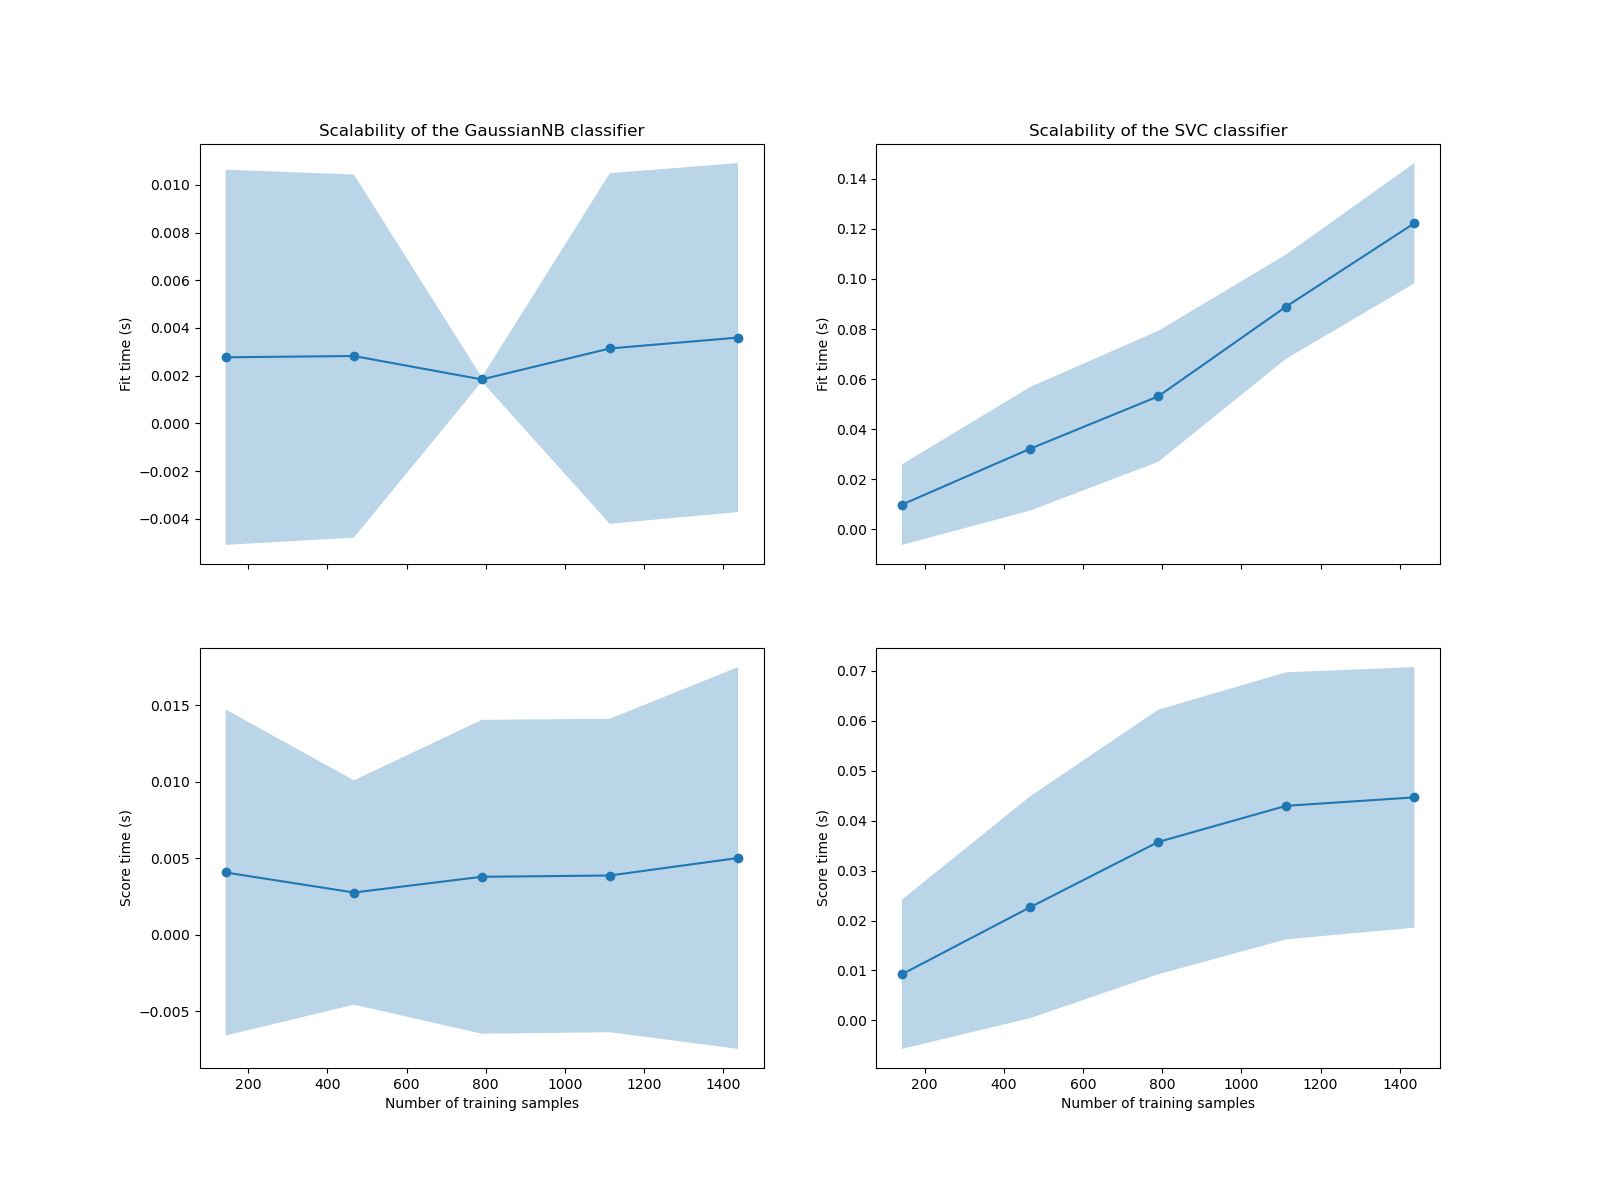 Scalability of the GaussianNB classifier
0.010
0.008
0.006
0.004
0.002
0.000
−0.002
−0.004
Fit time (s)
Scalability of the SVC classifier
0.14
0.12
0.10
0.08
0.06
0.04
0.02
0.00
Fit time (s)
0.015
0.010
0.005
0.000
−0.005
Score time (s)
200 400 600 800 1000 1200 1400
Number of training samples
0.07
0.06
0.05
0.04
0.03
0.02
0.01
0.00
Score time (s)
200 400 600 800 1000 1200 1400
Number of training samples